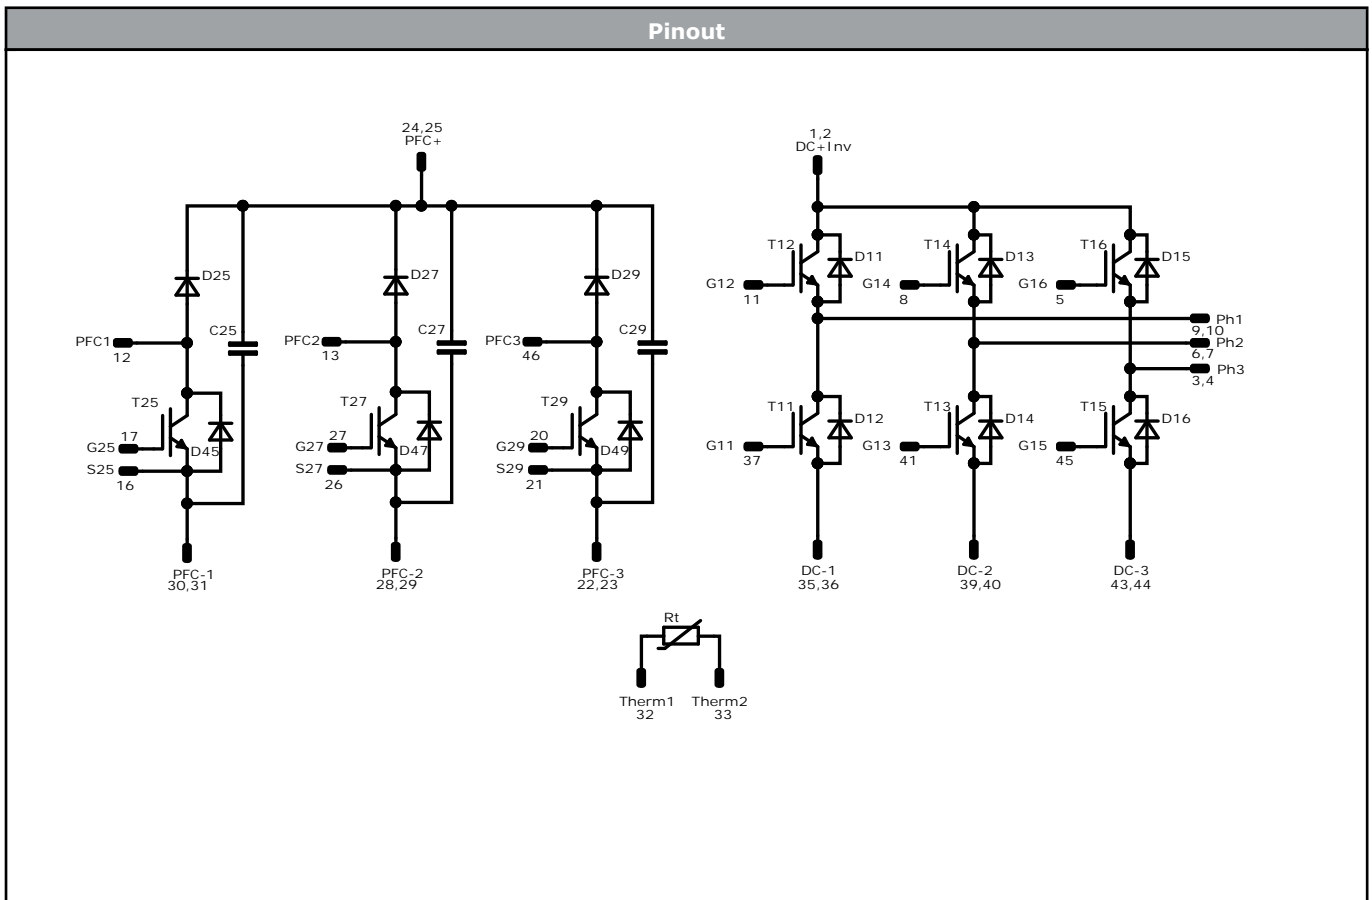 Pinout
24,25
PFC+
1,2
DC+Inv
D25
D27
D29
C25
C27
C29
PFC1
12
PFC2
13
PFC3
46
T25
T27
T29
17
G25
27
G27
20
G29
D45
D47
D49
S25
16
S27
26
S29
21
PFC-1
30,31
PFC-2
28,29
PFC-3
22,23
T12
D11
T14
D13
T16
D15
G12
11
G14
8
G16
5
Ph1
9,10
Ph2
6,7
Ph3
3,4
T11
D12
T13
D14
T15
D16
G11
37
G13
41
G15
45
DC-1
35,36
DC-2
39,40
DC-3
43,44
Rt
Therm1
32
Therm2
33